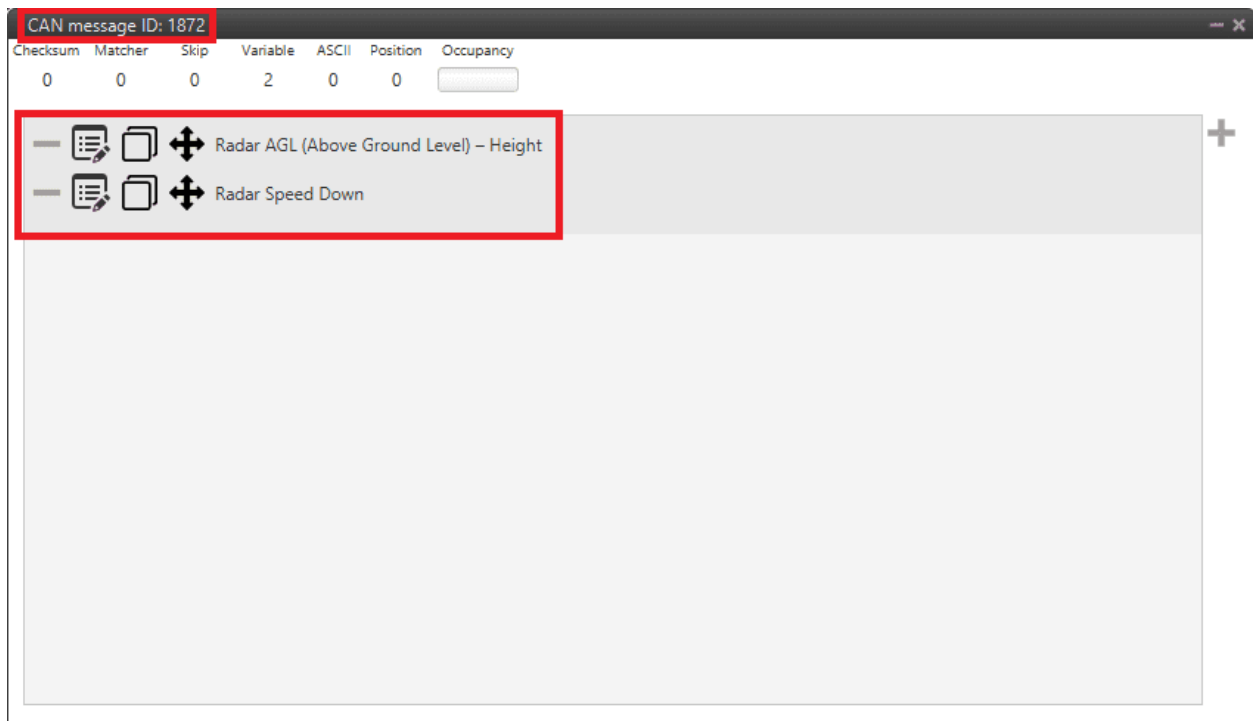 CAN message ID: 1872
Checksum Matcher Skip Variable ASCII Position Occupancy
0 0 0 2 0 0
Radar AGL (Above Ground Level) – Height
Radar Speed Down